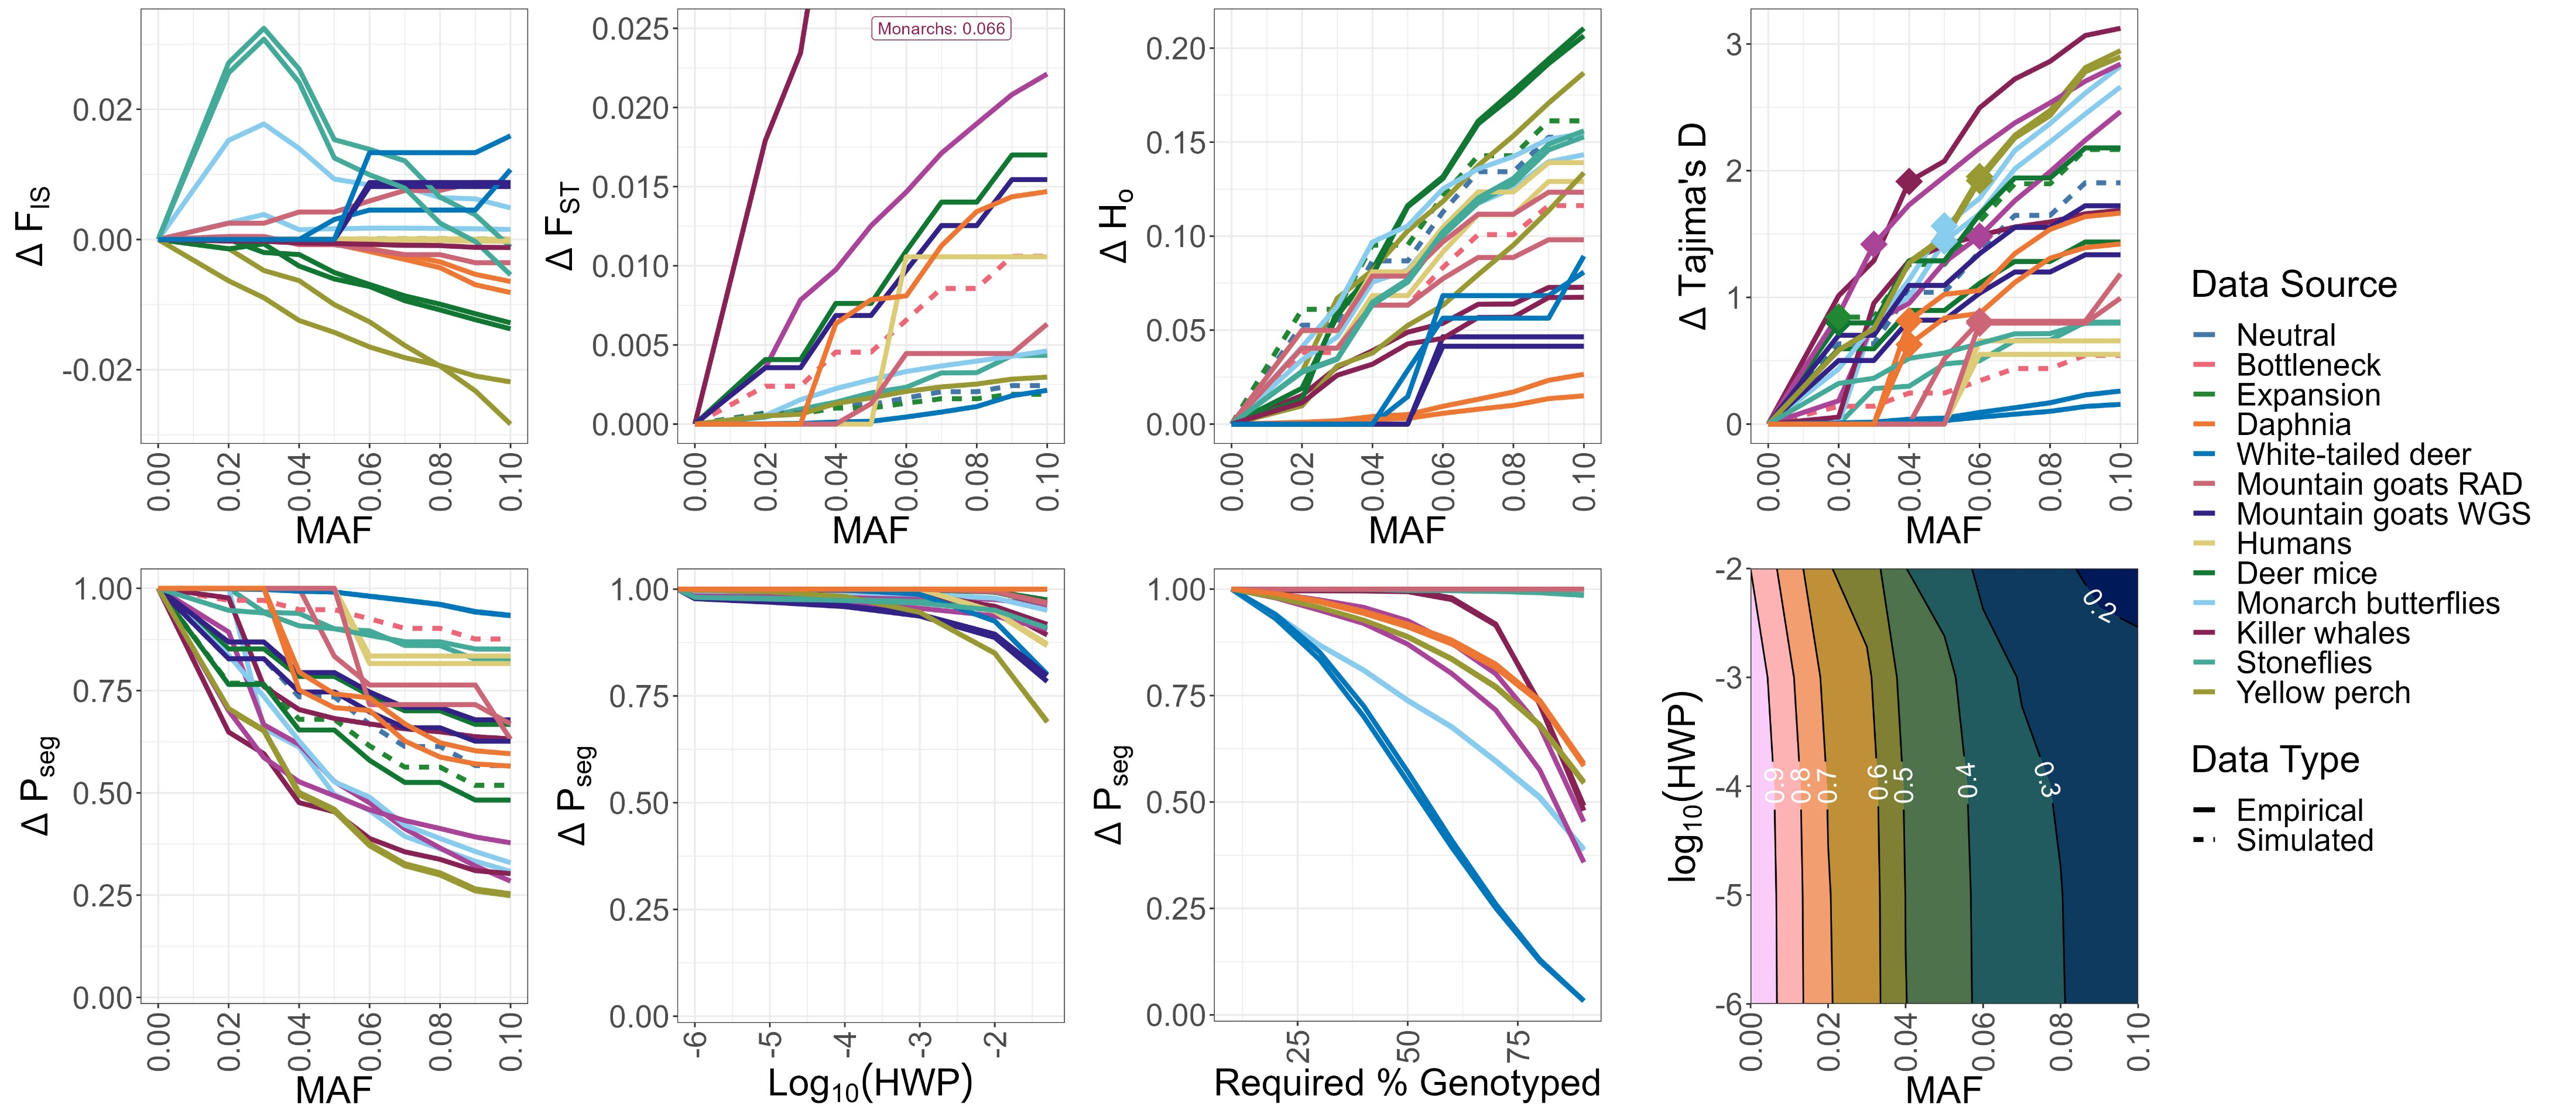 Δ F_IS
0.02
0.00
-0.02
0.00 0.02 0.04 0.06 0.08 0.10
MAF
Δ F_ST
0.025
0.020
0.015
0.010
0.005
0.000
Monarchs: 0.066
0.00 0.02 0.04 0.06 0.08 0.10
MAF
Δ H_o
0.20
0.15
0.10
0.05
0.00
0.00 0.02 0.04 0.06 0.08 0.10
MAF
Δ Tajima's D
3
2
1
0
0.00 0.02 0.04 0.06 0.08 0.10
MAF
Δ P_seg
1.00
0.75
0.50
0.25
0.00
0.00 0.02 0.04 0.06 0.08 0.10
MAF
Δ P_seg
1.00
0.75
0.50
0.25
0.00
-6 -5 -4 -3 -2
Log₁₀(HWP)
Δ P_seg
1.00
0.75
0.50
0.25
0.00
25 50 75
Required % Genotyped
log₁₀(HWP)
-2
-3
-4
-5
-6
0.9 0.8 0.7 0.6 0.5 0.4 0.3 0.2
0.00 0.02 0.04 0.06 0.08 0.10
MAF
Data Source
Neutral
Bottleneck
Expansion
Daphnia
White-tailed deer
Mountain goats RAD
Mountain goats WGS
Humans
Deer mice
Monarch butterflies
Killer whales
Stoneflies
Yellow perch
Data Type
Empirical
Simulated